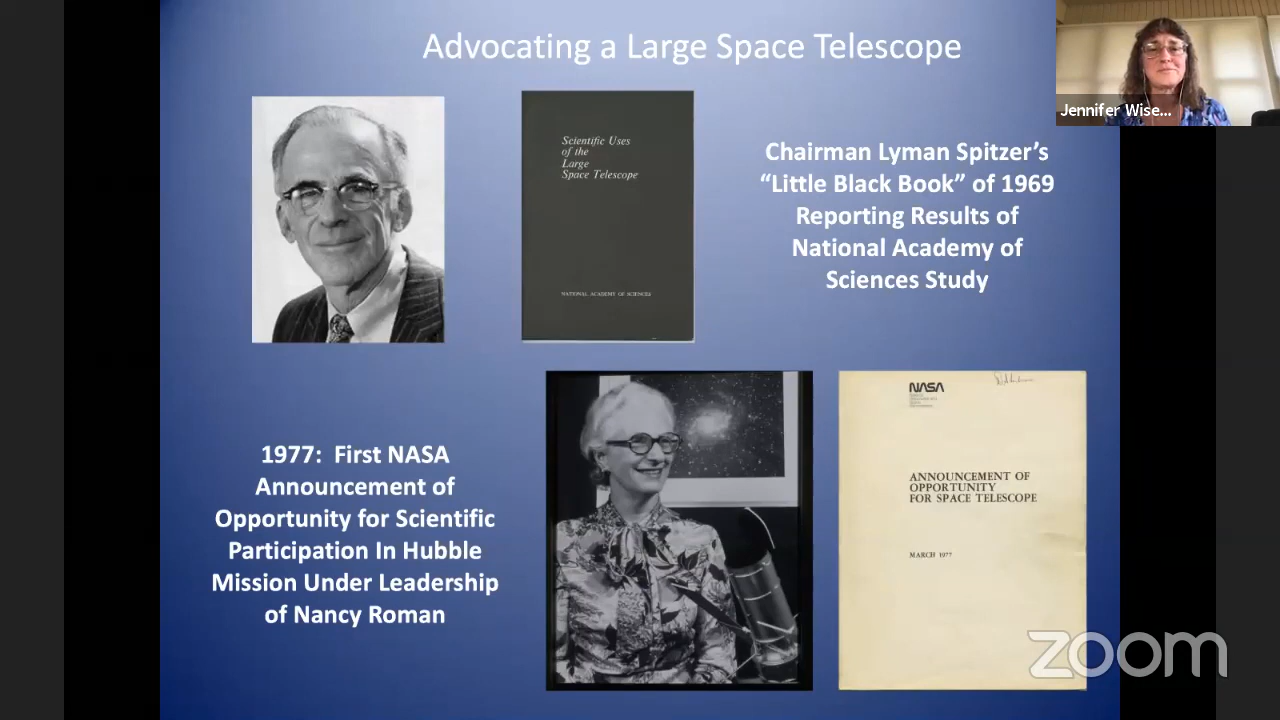 Advocating a Large Space Telescope
Jennifer Wise...
Scientific Uses
of the
Large
Space Telescope
NATIONAL ACADEMY OF SCIENCES
Chairman Lyman Spitzer’s
“Little Black Book” of 1969
Reporting Results of
National Academy of
Sciences Study
1977:  First NASA
Announcement of
Opportunity for Scientific
Participation In Hubble
Mission Under Leadership
of Nancy Roman
NASA
ANNOUNCEMENT OF
OPPORTUNITY
FOR SPACE TELESCOPE
MARCH 1977
zoom